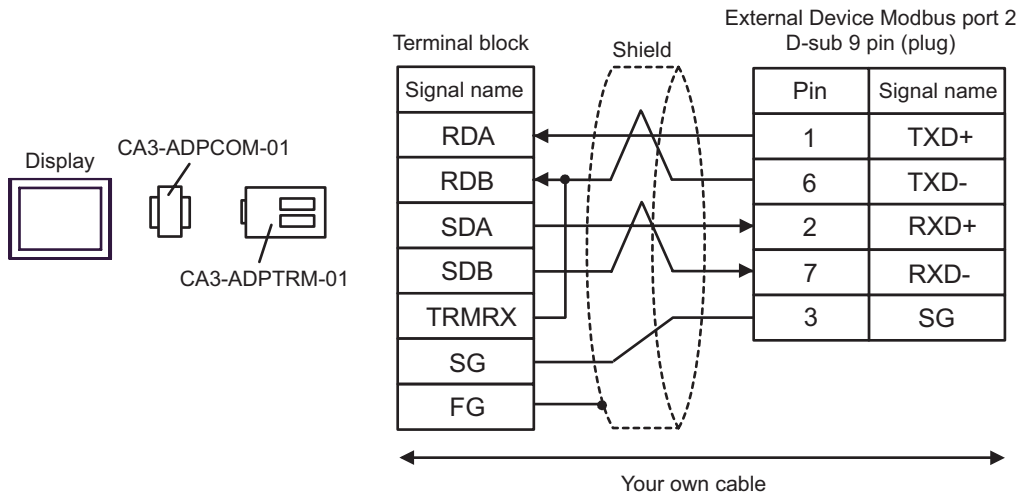 External Device Modbus port 2
D-sub 9 pin (plug)
Terminal block
Shield
Signal name
Pin
Signal name
RDA
1
TXD+
RDB
6
TXD-
SDA
2
RXD+
SDB
7
RXD-
TRMRX
3
SG
SG
FG
Display
CA3-ADPCOM-01
CA3-ADPTRM-01
Your own cable